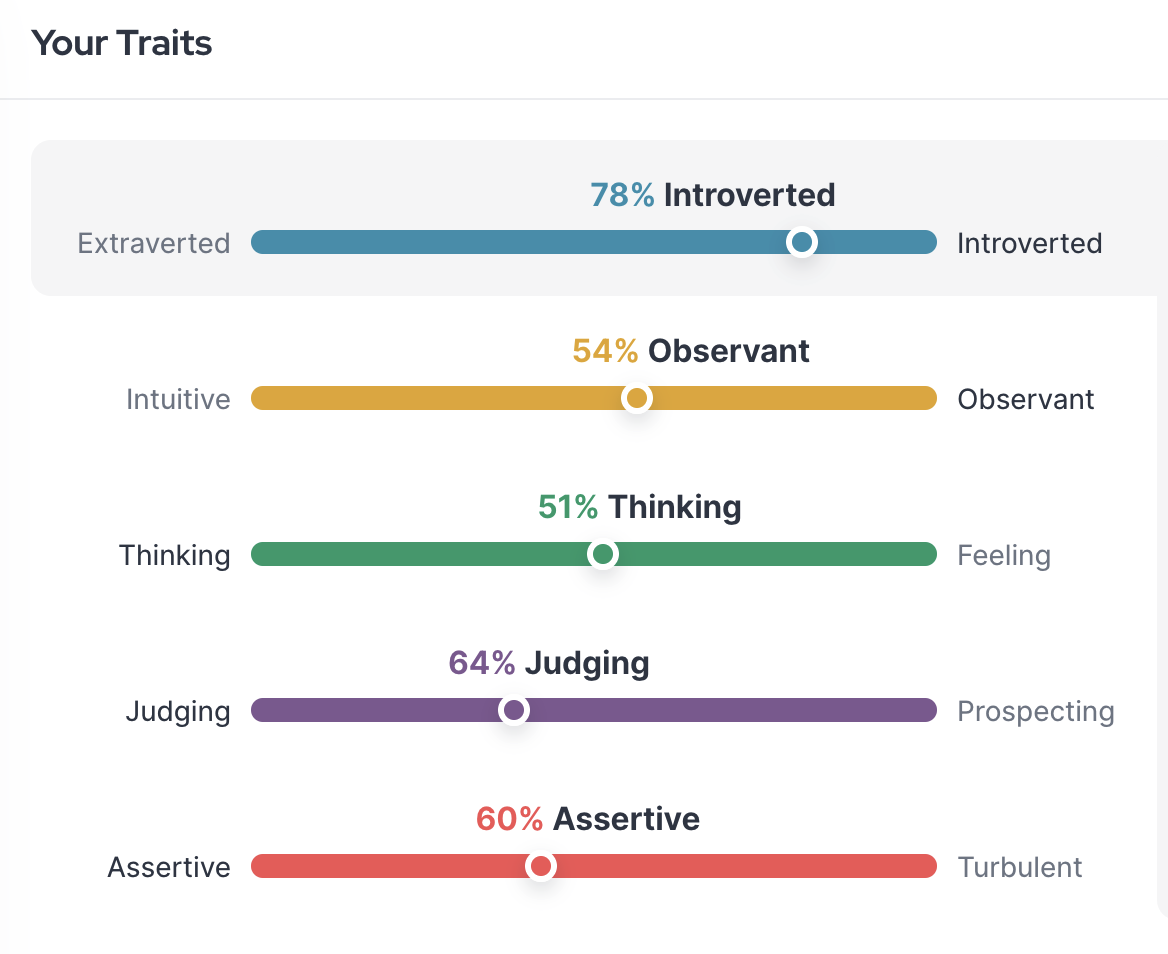 Your Traits
78% Introverted
Extraverted Introverted
54% Observant
Intuitive Observant
51% Thinking
Thinking Feeling
64% Judging
Judging Prospecting
60% Assertive
Assertive Turbulent